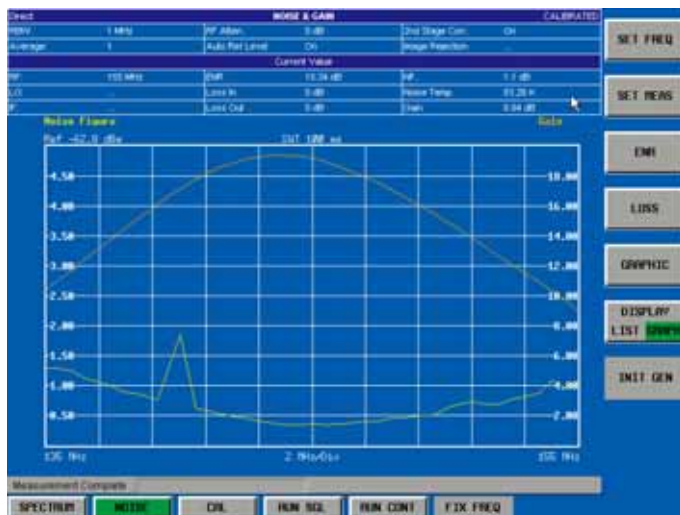 Direct NOISE & GAIN CALIBRATED
RBW 1 MHz RF Atten. 0 dB 2nd Stage Corr. ON
Average 1 Auto Ref Level ON Image Rejection
Current Value
RF 155 MHz ENR NF 1.1 dB
LO Loss In 0 dB Noise Temp
IF Loss Out 0 dB Gain
Noise Figure Gain
Ref -62.8 dBm SWT 100 ms
4.50 18.00
4.00 16.00
3.50 14.00
3.00 12.00
2.50 10.00
2.00 8.00
1.50 6.00
1.00 4.00
0.50 2.00
135 MHz 2 MHz/Div 155 MHz
Measurement Complete
SPECTRUM NOISE CAL RUN SGL RUN CONT FIX FREQ
SET FREQ
SET MEAS
ENR
LOSS
GRAPHIC
DISPLAY
LIST GRAPH
INIT GEN